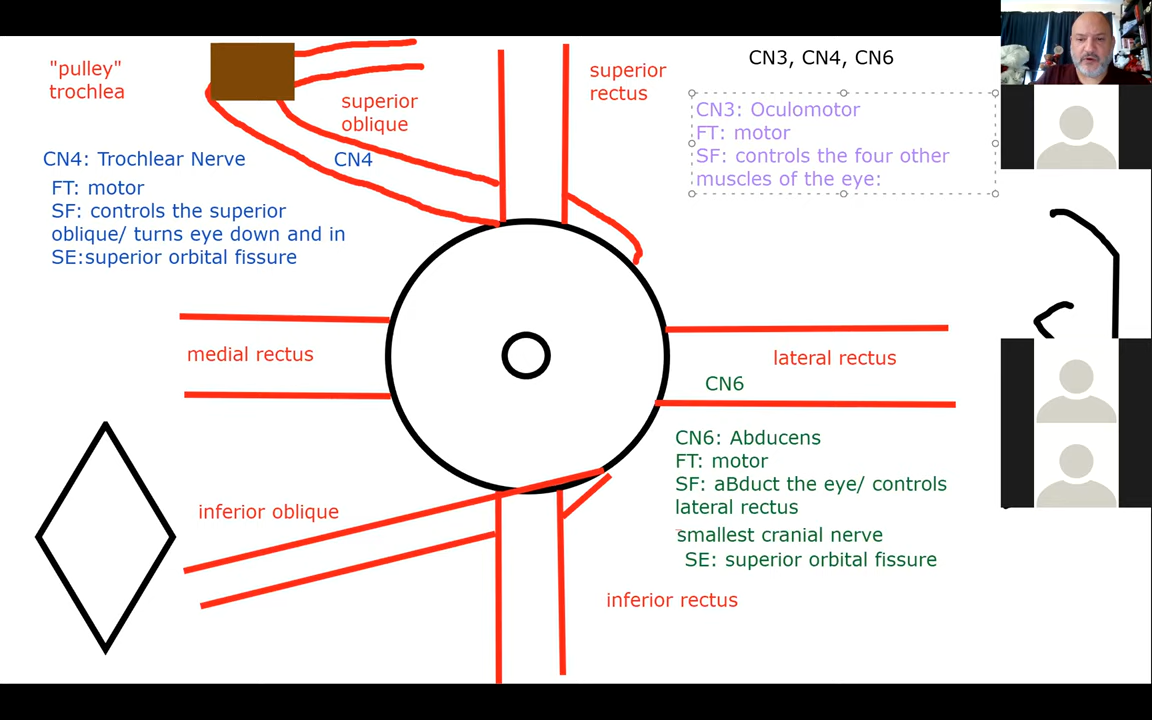 "pulley"
trochlea
superior
oblique
superior
rectus
CN3, CN4, CN6
CN3: Oculomotor
FT: motor
SF: controls the four other
muscles of the eye:
CN4: Trochlear Nerve
CN4
FT: motor
SF: controls the superior
oblique/ turns eye down and in
SE:superior orbital fissure
medial rectus
lateral rectus
CN6
CN6: Abducens
FT: motor
SF: aBduct the eye/ controls
lateral rectus
smallest cranial nerve
SE: superior orbital fissure
inferior oblique
inferior rectus